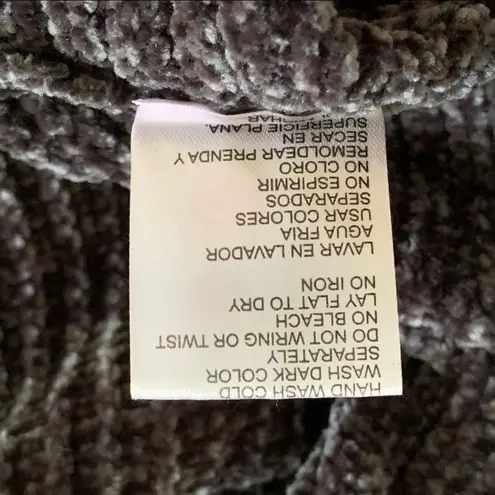 HAND WASH COLD
WASH DARK COLOR
SEPARATELY
DO NOT WRING OR TWIST
NO BLEACH
LAY FLAT TO DRY
NO IRON
LAVAR EN LAVADOR
AGUA FRIA
USAR COLORES
SEPARADOS
NO ESPIRMIR
NO CLORO
REMOLDEAR PRENDA Y
SECAR EN
SUPERFICIE PLANA.